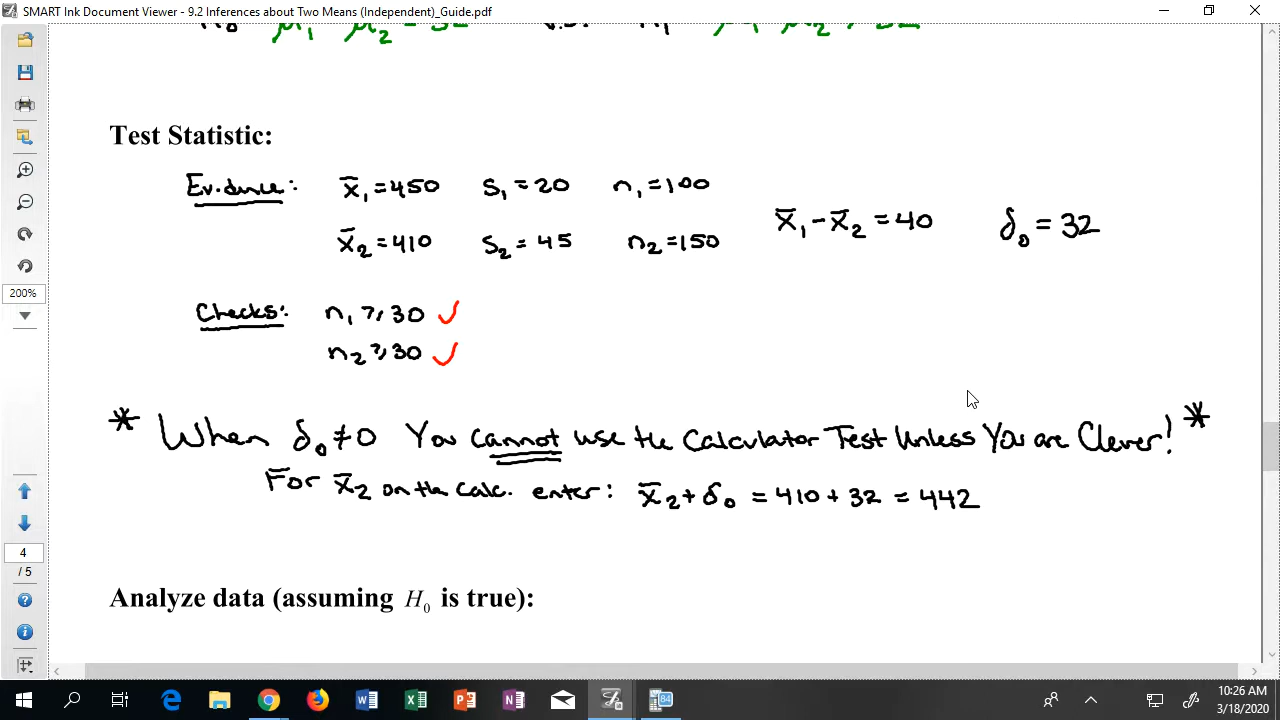 SMART Ink Document Viewer - 9.2 Inferences about Two Means (Independent)_Guide.pdf
Test Statistic:
Evidence: x̄₁ = 450 s₁ = 20 n₁ = 100
x̄₂ = 410 s₂ = 45 n₂ = 150
x̄₁ - x̄₂ = 40 δ₀ = 32
Checks: n₁ ≥ 30 ✓
n₂ ≥ 30 ✓
* When δ₀ ≠ 0 You cannot use the Calculator Test Unless You are Clever! *
For x̄₂ on the calc. enter: x̄₂ + δ₀ = 410 + 32 = 442
Analyze data (assuming H₀ is true):
200%
4
/ 5
84
10:26 AM
3/18/2020